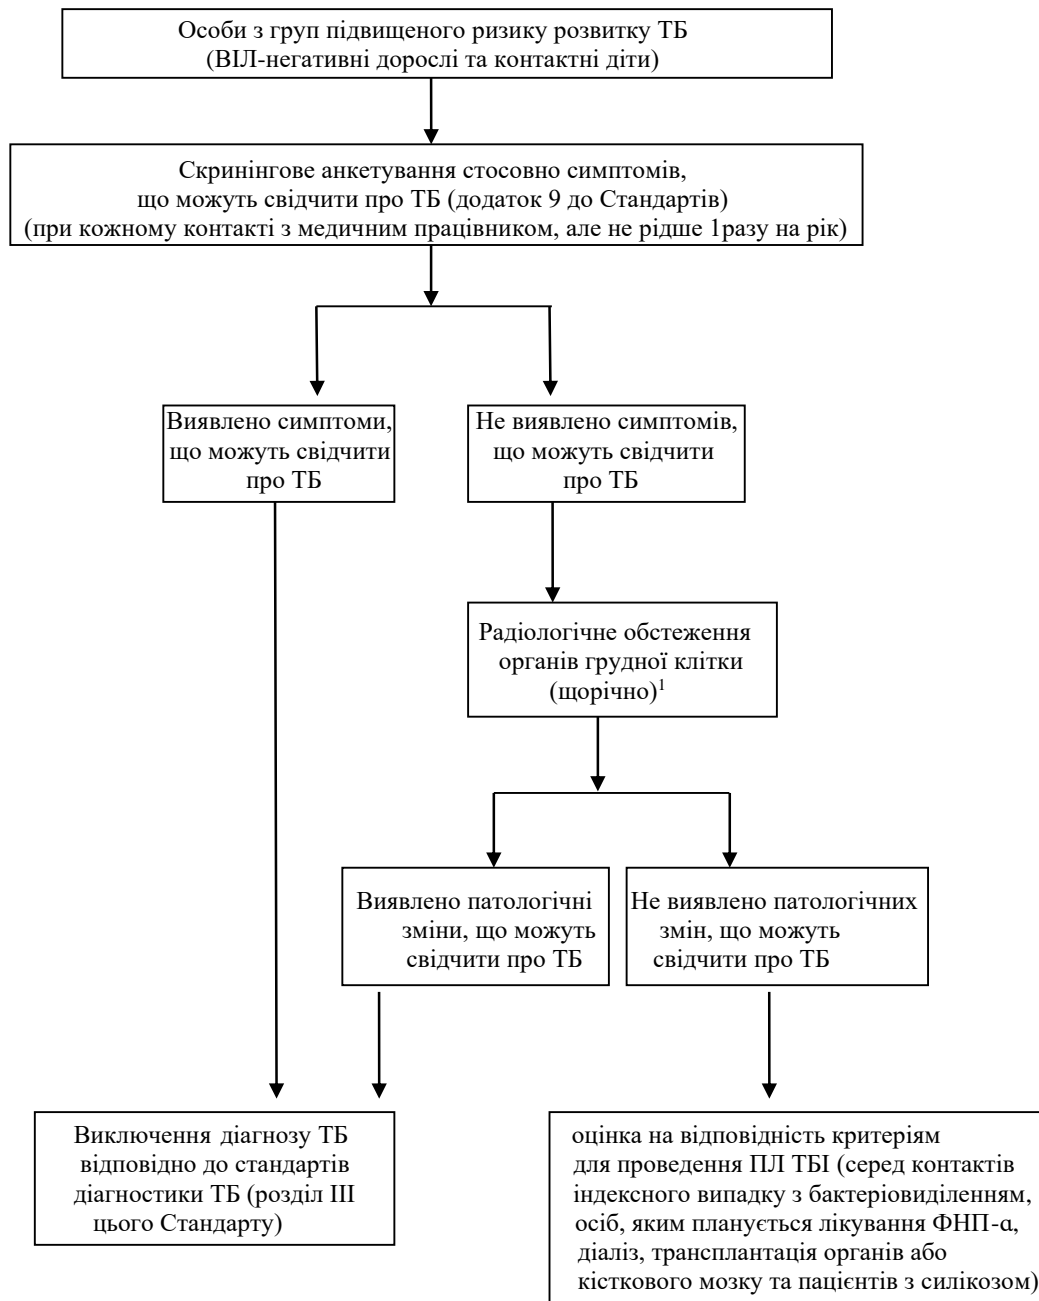 Особи з груп підвищеного ризику розвитку ТБ
(ВІЛ-негативні дорослі та контактні діти)
Скринінгове анкетування стосовно симптомів,
що можуть свідчити про ТБ (додаток 9 до Стандартів)
(при кожному контакті з медичним працівником, але не рідше 1разу на рік)
Виявлено симптоми,
що можуть свідчити
про ТБ
Не виявлено симптомів,
що можуть свідчити
про ТБ
Радіологічне обстеження
органів грудної клітки
(щорічно)¹
Виявлено патологічні
зміни, що можуть
свідчити про ТБ
Не виявлено патологічних
змін, що можуть
свідчити про ТБ
Виключення діагнозу ТБ
відповідно до стандартів
діагностики ТБ (розділ ІІІ
цього Стандарту)
оцінка на відповідність критеріям
для проведення ПЛ ТБІ (серед контактів
індексного випадку з бактеріовиділенням,
осіб, яким планується лікування ФНП-α,
діаліз, трансплантація органів або
кісткового мозку та пацієнтів з силікозом)